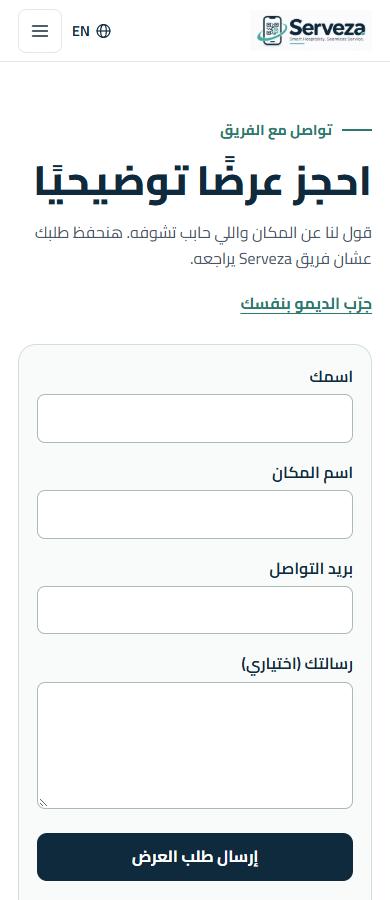 Serveza
Smart Hospitality. Seamless Service.
EN
تواصل مع الفريق
احجز عرضًا توضيحيًا
قول لنا عن المكان واللي حابب تشوفه. هنحفظ طلبك
عشان فريق Serveza يراجعه.
جرّب الديمو بنفسك
اسمك
اسم المكان
بريد التواصل
رسالتك (اختياري)
إرسال طلب العرض